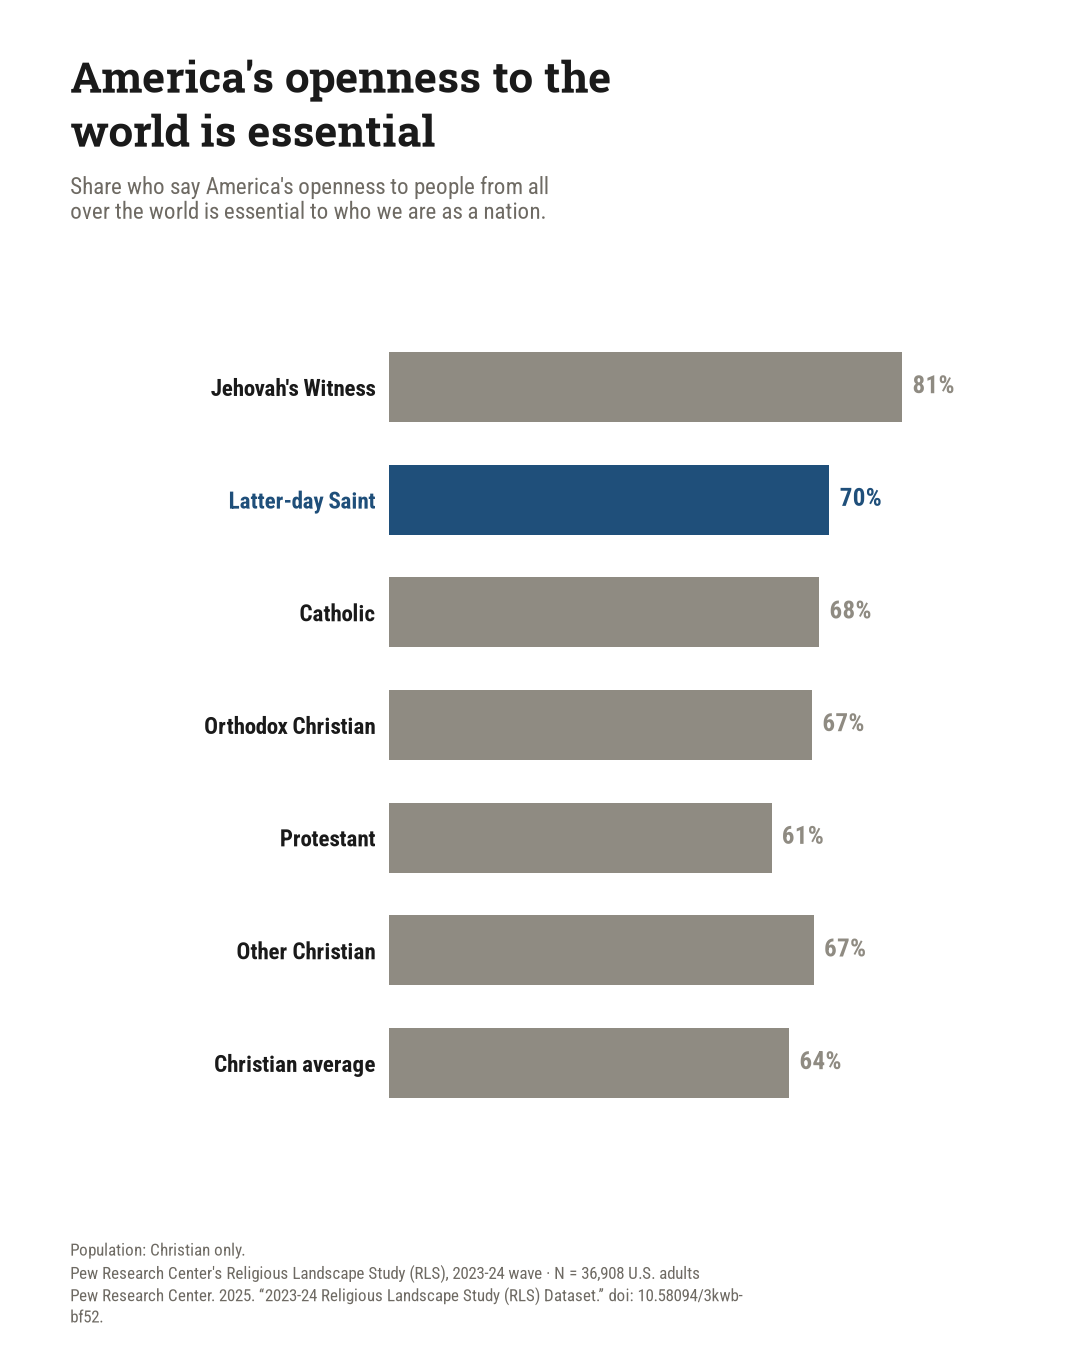 America's openness to the
world is essential
Share who say America's openness to people from all
over the world is essential to who we are as a nation.
Jehovah's Witness 81%
Latter-day Saint 70%
Catholic 68%
Orthodox Christian 67%
Protestant 61%
Other Christian 67%
Christian average 64%
Population: Christian only.
Pew Research Center's Religious Landscape Study (RLS), 2023-24 wave · N = 36,908 U.S. adults
Pew Research Center. 2025. “2023-24 Religious Landscape Study (RLS) Dataset.” doi: 10.58094/3kwb-
bf52.